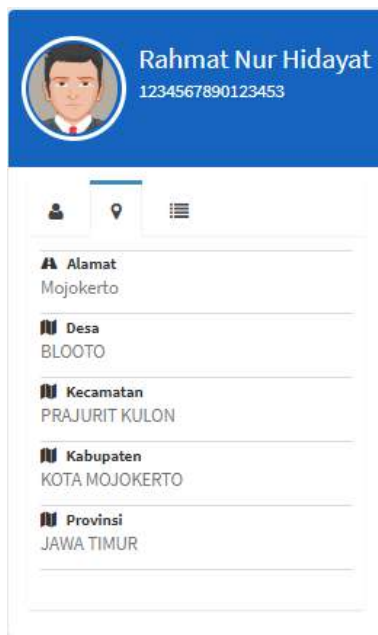 Rahmat Nur Hidayat
1234567890123453
Alamat
Mojokerto
Desa
BLOOTO
Kecamatan
PRAJURIT KULON
Kabupaten
KOTA MOJOKERTO
Provinsi
JAWA TIMUR